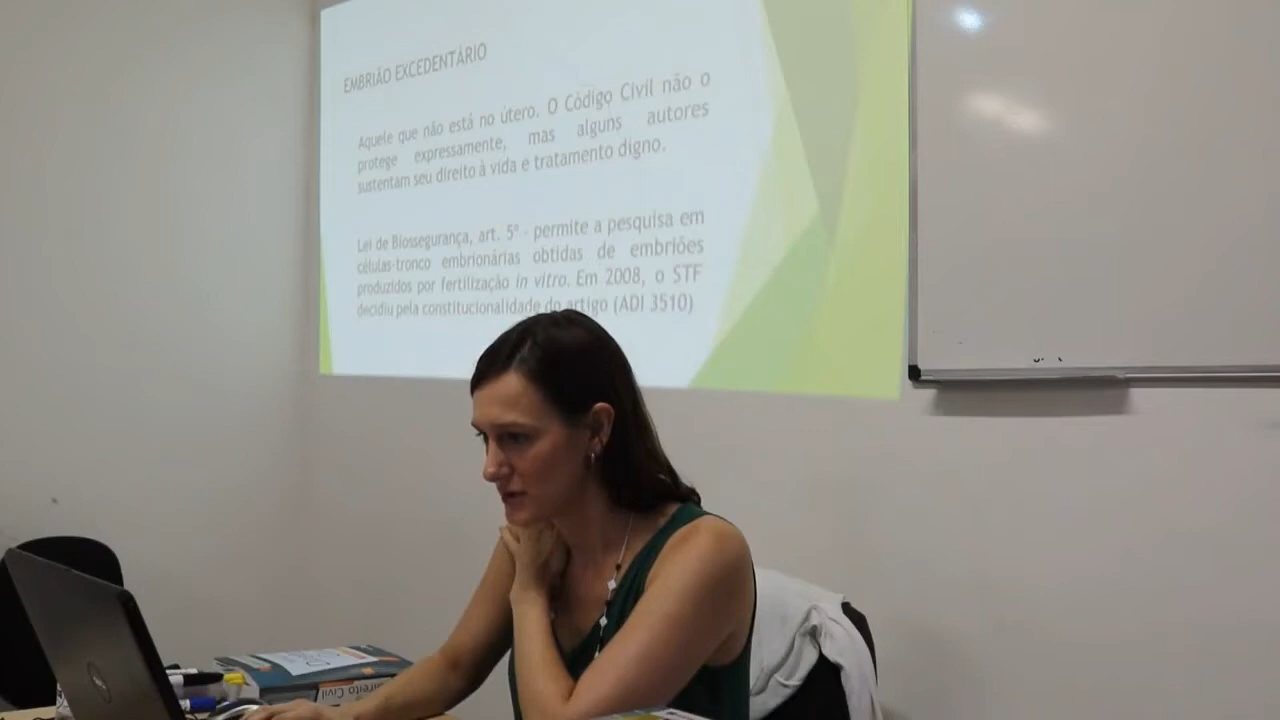 EMBRIÃO EXCEDENTÁRIO
Aquele que não está no útero. O Código Civil não o
protege expressamente, mas alguns autores
sustentam seu direito à vida e tratamento digno.
Lei de Biossegurança, art. 5º - permite a pesquisa em
células-tronco embrionárias obtidas de embriões
produzidos por fertilização in vitro. Em 2008, o STF
decidiu pela constitucionalidade do artigo (ADI 3510)
Direito Civil